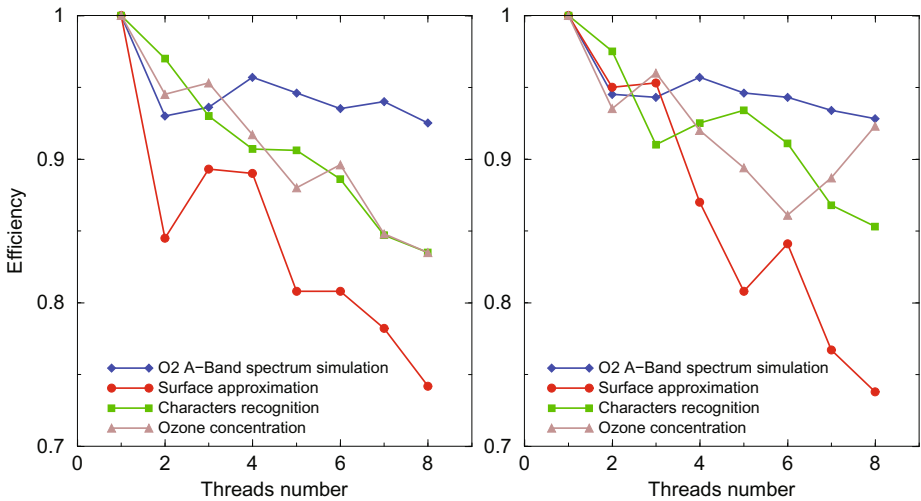 1
0.9
0.8
0.7
Efficiency
0 2 4 6 8
Threads number
O2 A−Band spectrum simulation
Surface approximation
Characters recognition
Ozone concentration
1
0.9
0.8
0.7
0 2 4 6 8
Threads number
O2 A−Band spectrum simulation
Surface approximation
Characters recognition
Ozone concentration